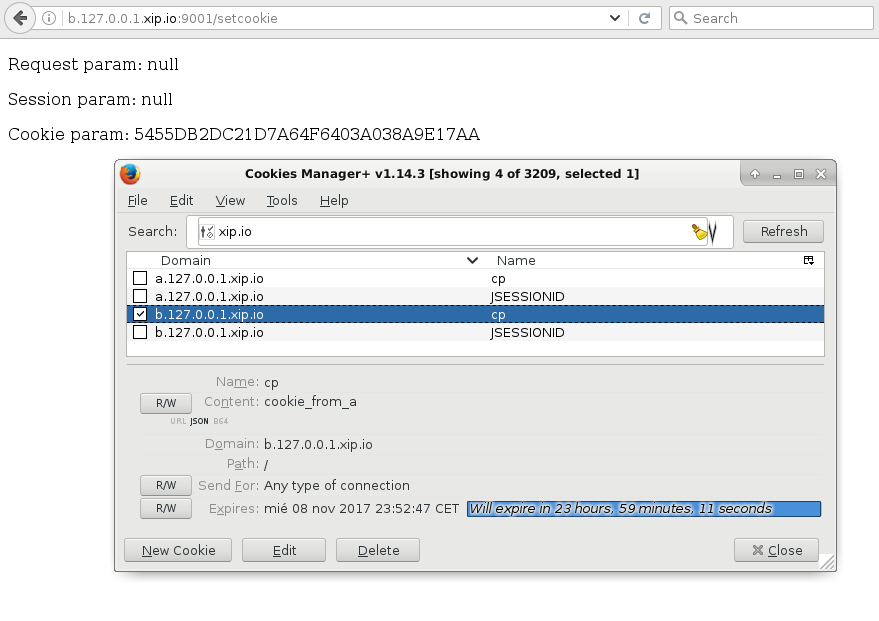 b.127.0.0.1.xip.io:9001/setcookie
Search
Request param: null
Session param: null
Cookie param: 5455DB2DC21D7A64F6403A038A9E17AA
Cookies Manager+ v1.14.3 [showing 4 of 3209, selected 1]
File Edit View Tools Help
Search: xip.io Refresh
Domain Name
a.127.0.0.1.xip.io cp
a.127.0.0.1.xip.io JSESSIONID
b.127.0.0.1.xip.io cp
b.127.0.0.1.xip.io JSESSIONID
Name: cp
R/W Content: cookie_from_a
URL JSON B64
Domain: b.127.0.0.1.xip.io
Path: /
R/W Send For: Any type of connection
R/W Expires: mié 08 nov 2017 23:52:47 CET Will expire in 23 hours, 59 minutes, 11 seconds
New Cookie Edit Delete Close